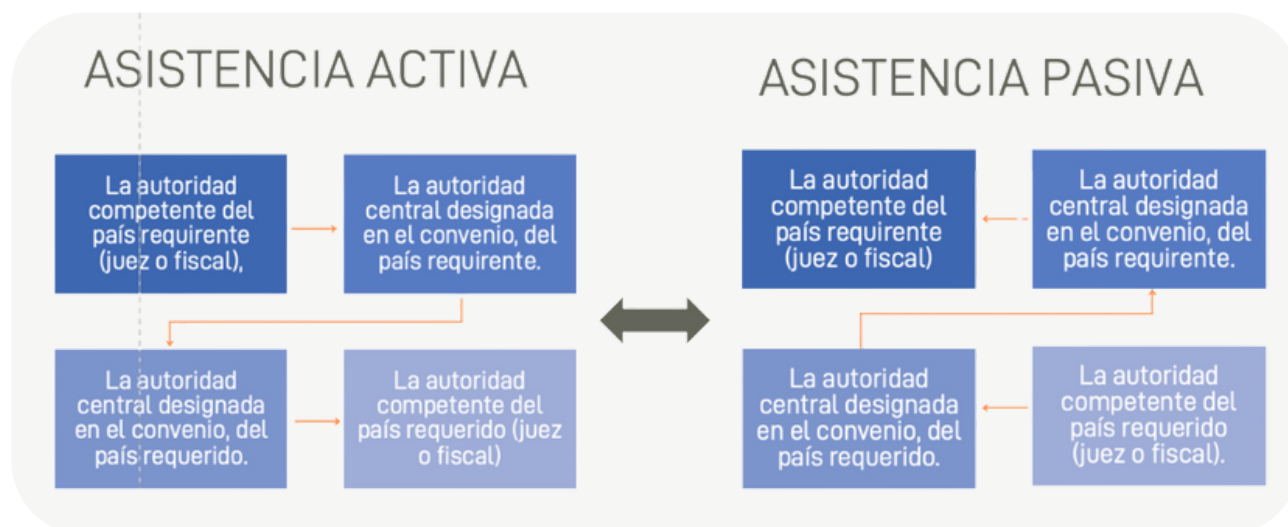 ASISTENCIA ACTIVA
La autoridad
competente del
país requirente
(juez o fiscal),
La autoridad
central designada
en el convenio, del
país requirente.
La autoridad
central designada
en el convenio, del
país requerido.
La autoridad
competente del
país requerido (juez
o fiscal)
ASISTENCIA PASIVA
La autoridad
competente del
país requirente
(juez o fiscal)
La autoridad
central designada
en el convenio, del
país requirente.
La autoridad
central designada
en el convenio, del
país requerido.
La autoridad
competente del
país requerido
(juez o fiscal).